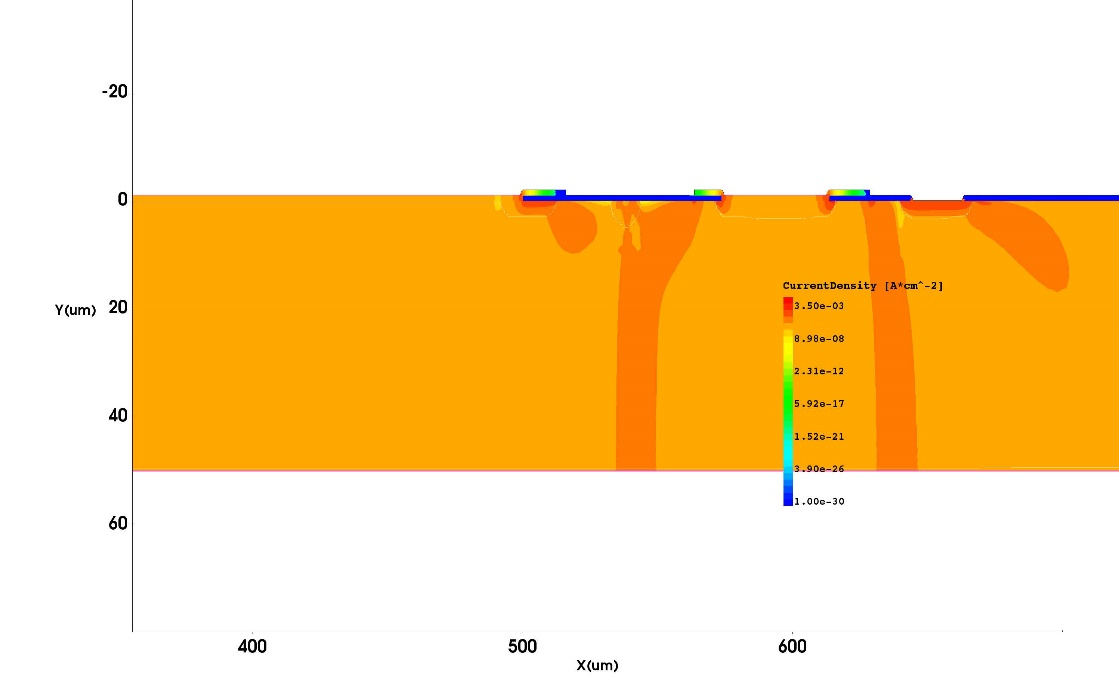 -20
0
CurrentDensity [A*cm^-2]
3.50e-03
20
Y(um)
8.98e-08
2.31e-12
5.92e-17
40
1.52e-21
3.90e-26
1.00e-30
60
400
500
600
X(um)